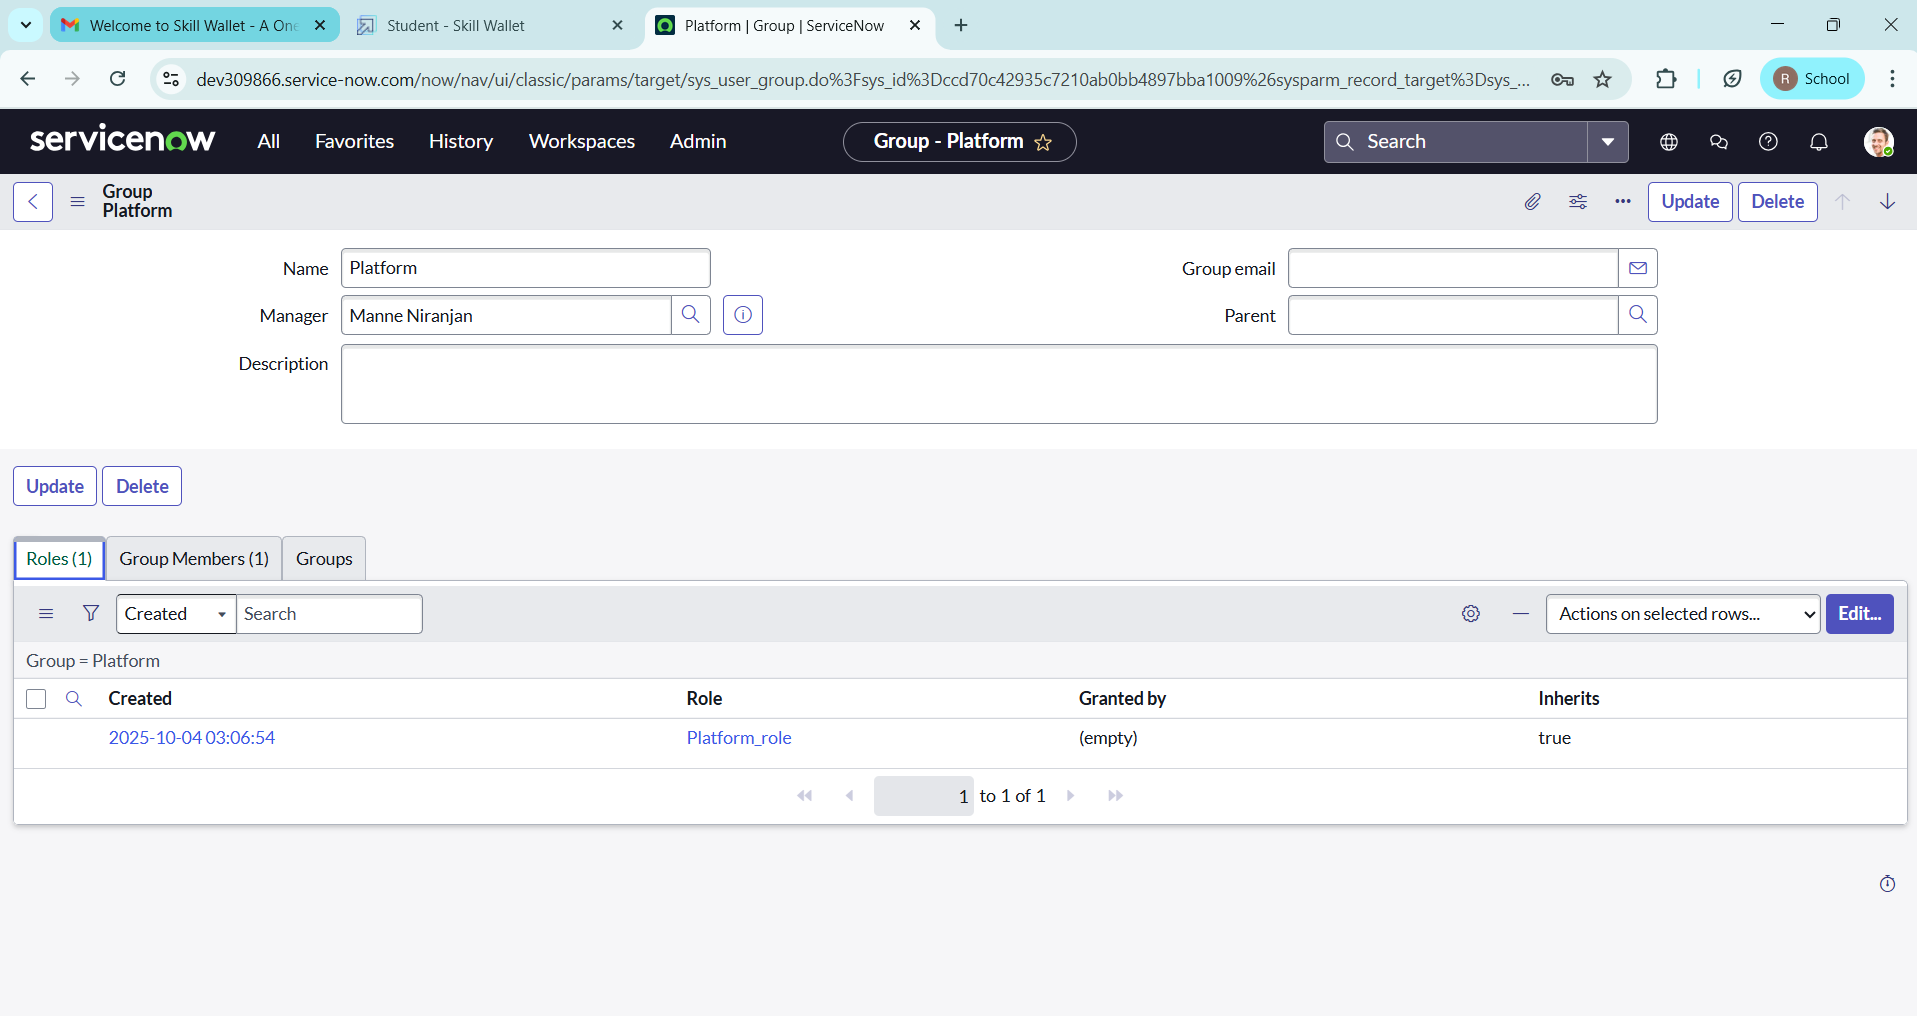 Welcome to Skill Wallet - A One
Student - Skill Wallet
Platform | Group | ServiceNow
dev309866.service-now.com/now/nav/ui/classic/params/target/sys_user_group.do%3Fsys_id%3Dccd70c42935c7210ab0bb4897bba1009%26sysparm_record_target%3Dsys_...
R School
servicenow All Favorites History Workspaces Admin Group - Platform Search
Group
Platform
Update Delete
Name Platform Group email
Manager Manne Niranjan Parent
Description
Update Delete
Roles (1) Group Members (1) Groups
Created Search Actions on selected rows... Edit...
Group = Platform
Created Role Granted by Inherits
2025-10-04 03:06:54 Platform_role (empty) true
1 to 1 of 1